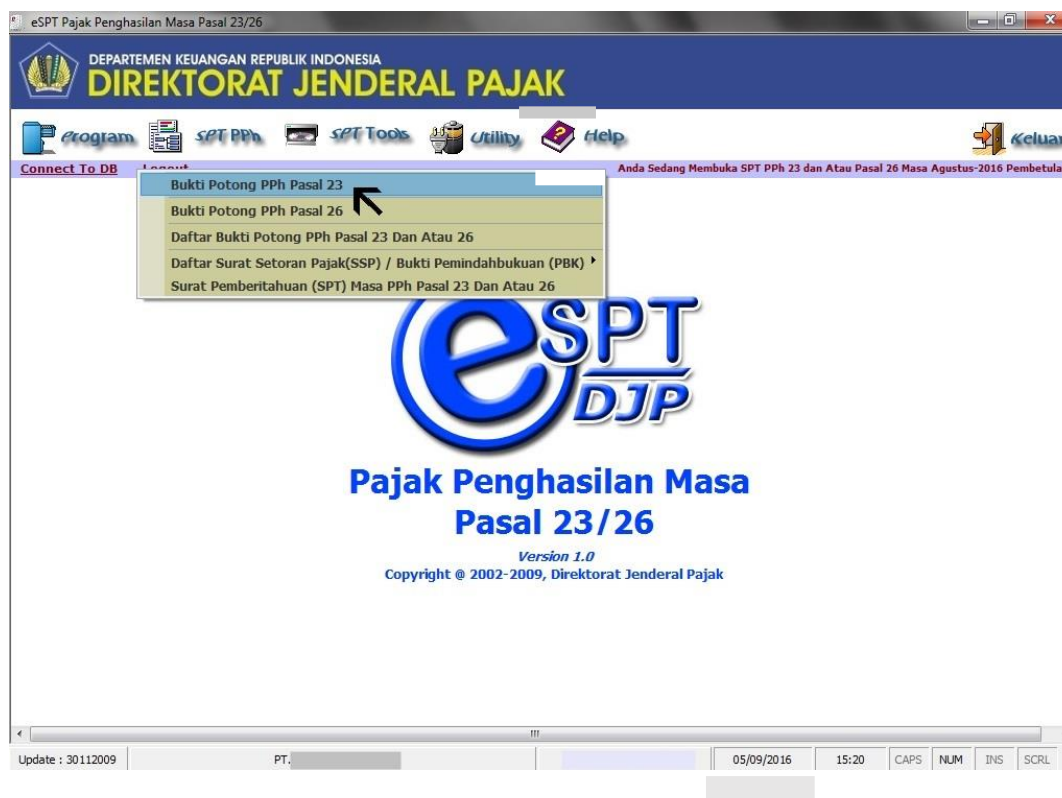 eSPT Pajak Penghasilan Masa Pasal 23/26
DEPARTEMEN KEUANGAN REPUBLIK INDONESIA
DIREKTORAT JENDERAL PAJAK
Program SPT PPh SPT Tools Utility Help Keluar
Connect To DB Logout Anda Sedang Membuka SPT PPh 23 dan Atau Pasal 26 Masa Agustus-2016 Pembetula
Bukti Potong PPh Pasal 23
Bukti Potong PPh Pasal 26
Daftar Bukti Potong PPh Pasal 23 Dan Atau 26
Daftar Surat Setoran Pajak(SSP) / Bukti Pemindahbukuan (PBK)
Surat Pemberitahuan (SPT) Masa PPh Pasal 23 Dan Atau 26
eSPT
DJP
Pajak Penghasilan Masa
Pasal 23/26
Version 1.0
Copyright @ 2002-2009, Direktorat Jenderal Pajak
Update : 30112009 PT. 05/09/2016 15:20 CAPS NUM INS SCRL